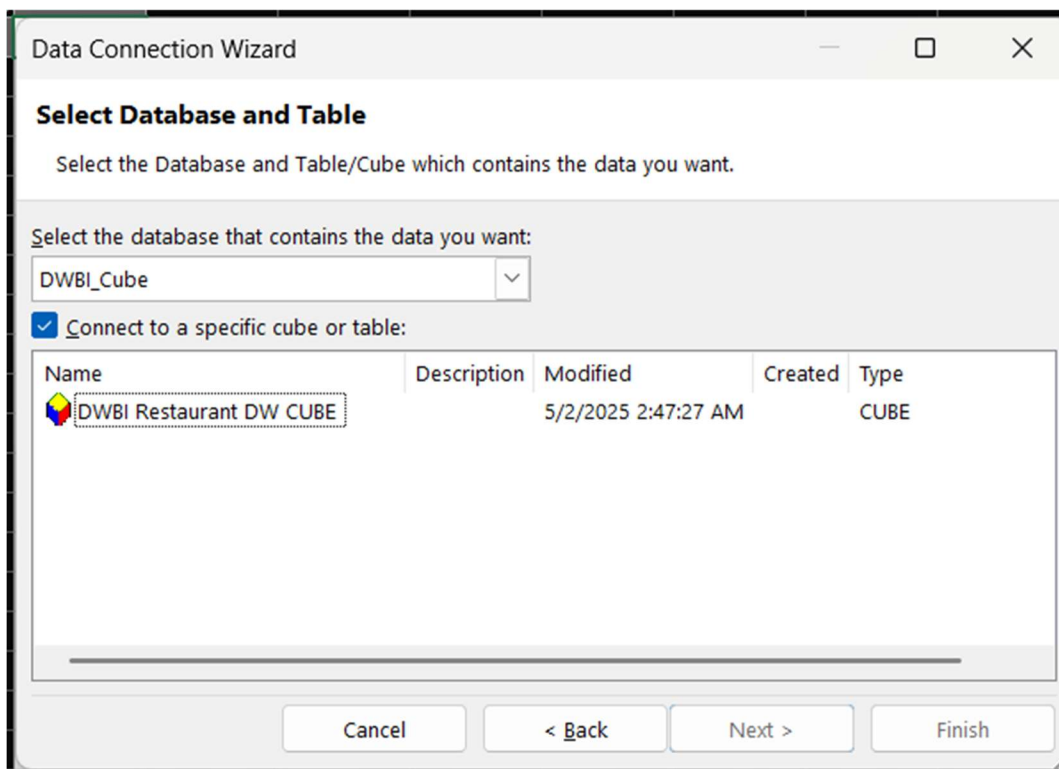 Data Connection Wizard
Select Database and Table
Select the Database and Table/Cube which contains the data you want.
Select the database that contains the data you want:
DWBI_Cube
Connect to a specific cube or table:
Name Description Modified Created Type
DWBI Restaurant DW CUBE 5/2/2025 2:47:27 AM CUBE
Cancel < Back Next > Finish